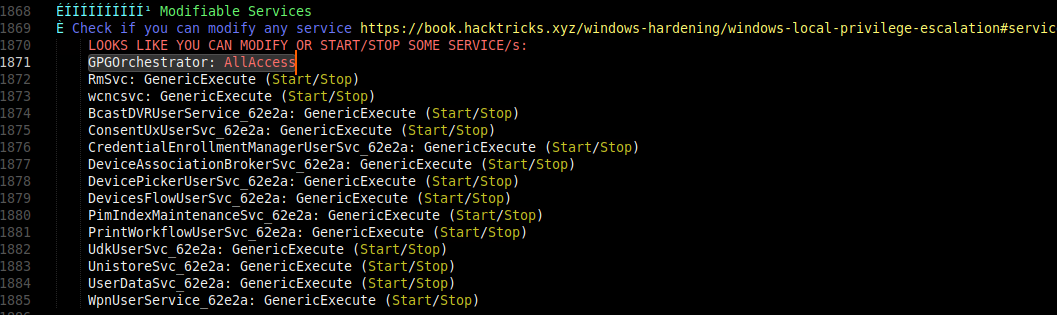 1868 ÉÍÍÍÍÍÍÍÍÍÍ¹ Modifiable Services
1869 È Check if you can modify any service https://book.hacktricks.xyz/windows-hardening/windows-local-privilege-escalation#servic
1870 LOOKS LIKE YOU CAN MODIFY OR START/STOP SOME SERVICE/s:
1871 GPGOrchestrator: AllAccess
1872 RmSvc: GenericExecute (Start/Stop)
1873 wcncsvc: GenericExecute (Start/Stop)
1874 BcastDVRUserService_62e2a: GenericExecute (Start/Stop)
1875 ConsentUxUserSvc_62e2a: GenericExecute (Start/Stop)
1876 CredentialEnrollmentManagerUserSvc_62e2a: GenericExecute (Start/Stop)
1877 DeviceAssociationBrokerSvc_62e2a: GenericExecute (Start/Stop)
1878 DevicePickerUserSvc_62e2a: GenericExecute (Start/Stop)
1879 DevicesFlowUserSvc_62e2a: GenericExecute (Start/Stop)
1880 PimIndexMaintenanceSvc_62e2a: GenericExecute (Start/Stop)
1881 PrintWorkflowUserSvc_62e2a: GenericExecute (Start/Stop)
1882 UdkUserSvc_62e2a: GenericExecute (Start/Stop)
1883 UnistoreSvc_62e2a: GenericExecute (Start/Stop)
1884 UserDataSvc_62e2a: GenericExecute (Start/Stop)
1885 WpnUserService_62e2a: GenericExecute (Start/Stop)